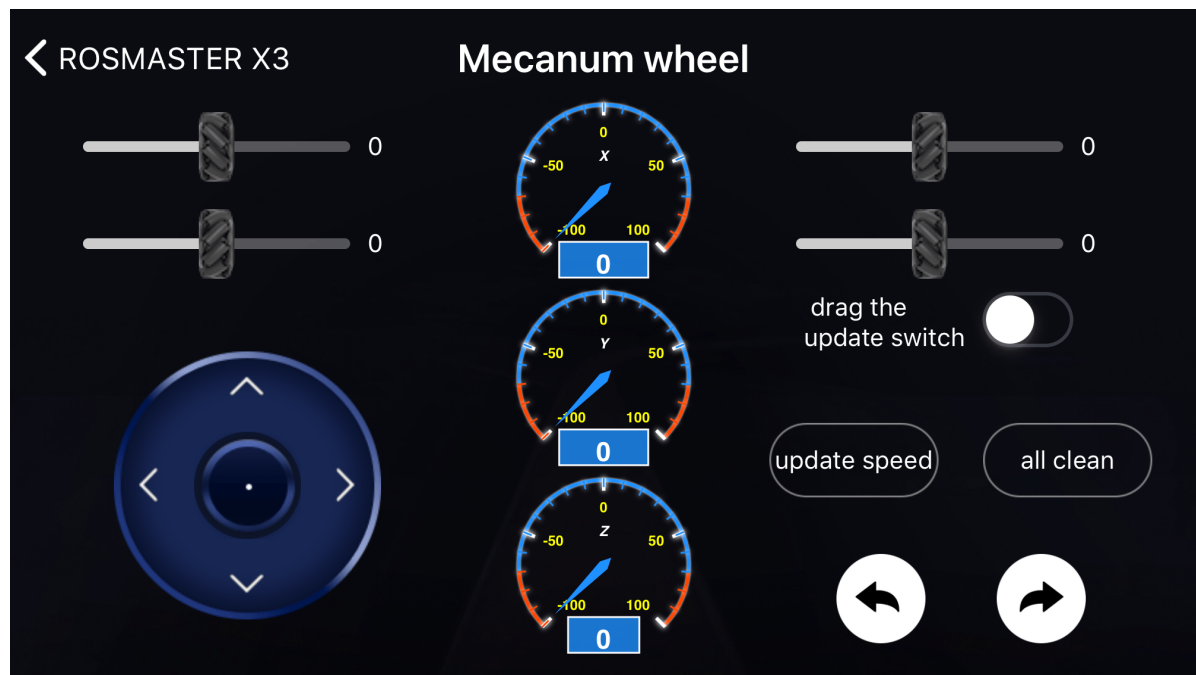 ROSMASTER X3
Mecanum wheel
0
0
0
0
0
X
-50
50
-100
100
0
0
Y
-50
50
-100
100
0
0
Z
-50
50
-100
100
0
drag the
update switch
update speed
all clean